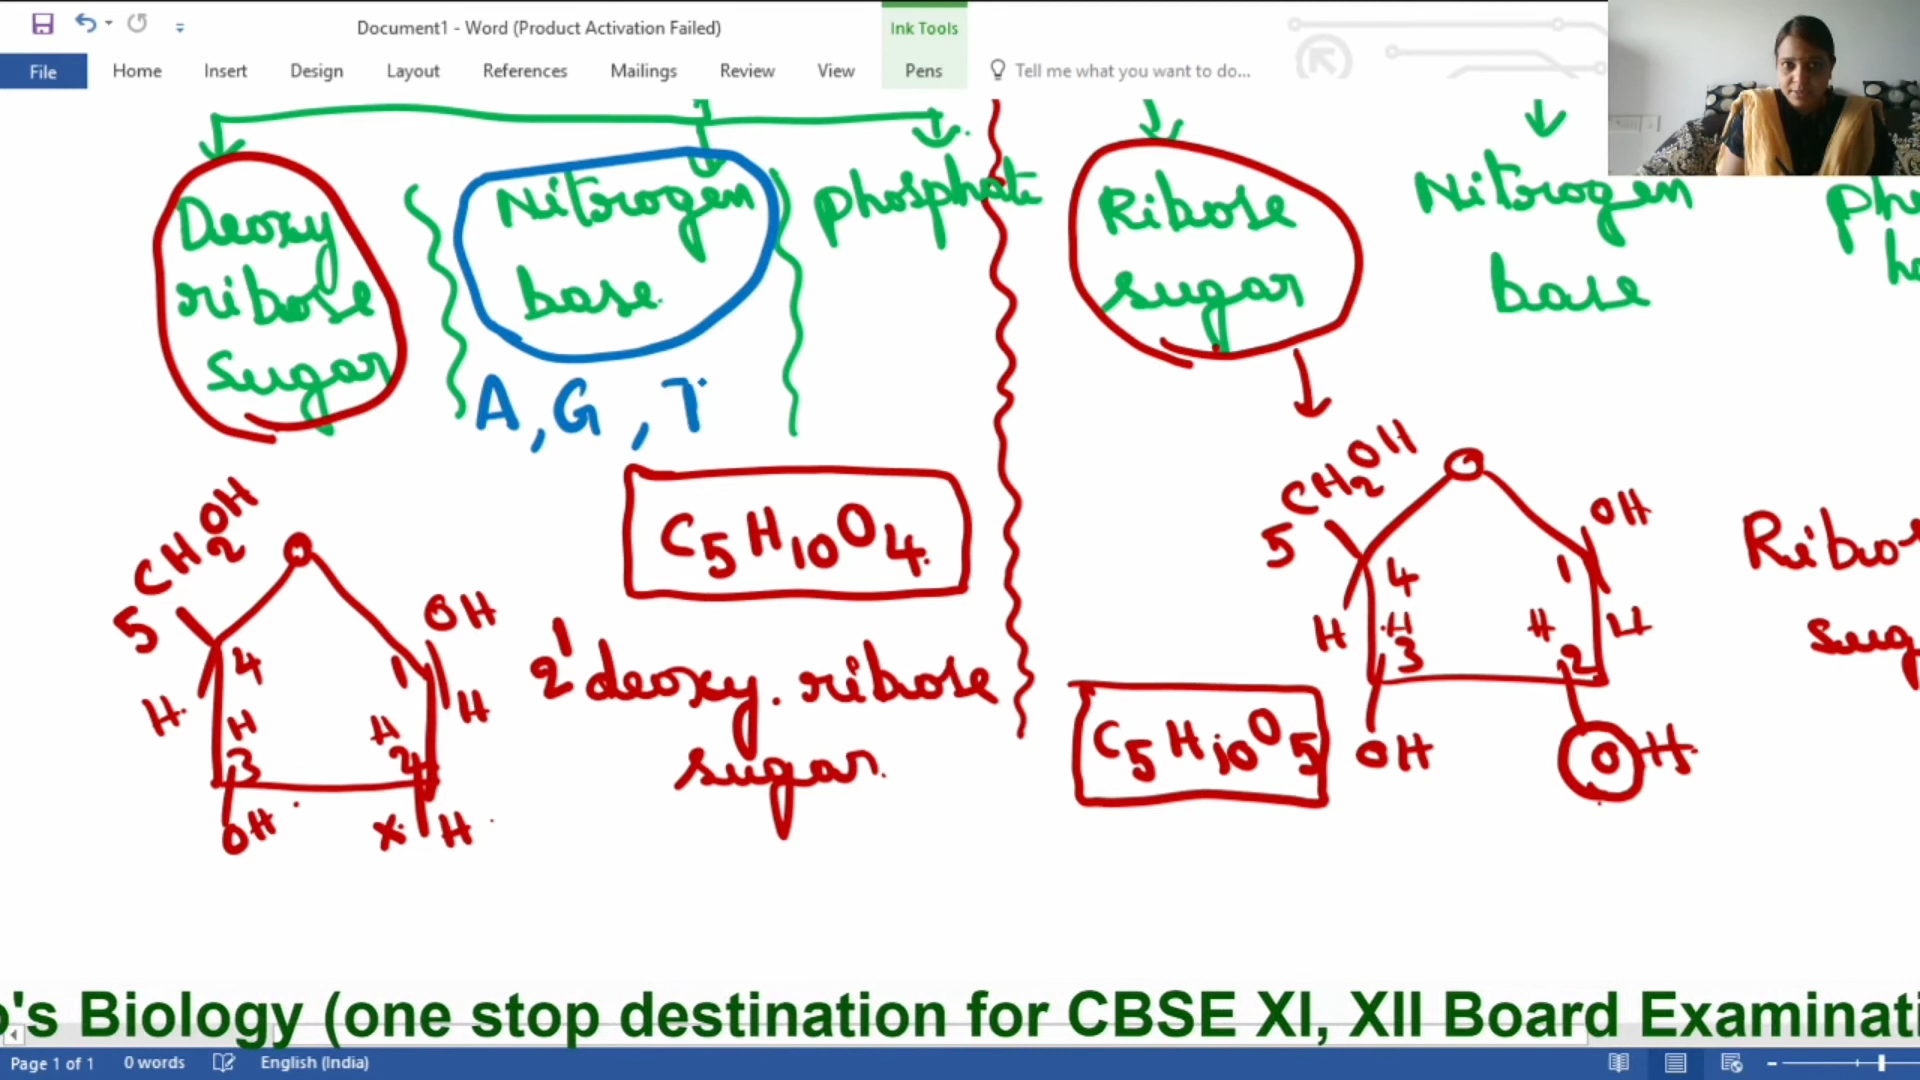 Document1 - Word (Product Activation Failed)
Ink Tools
File Home Insert Design Layout References Mailings Review View Pens Tell me what you want to do...
Deoxy
ribose
Sugar
Nitrogen
base
A, G, T
phosphate
Ribose
sugar
Nitrogen
base
C5H10O4
5 CH2OH
O
OH
4
1
H
H
H
H
3
2
OH
X H
2' deoxy. ribose
sugar.
5 CH2OH
O
OH
4
1
H
H
H
H
3
2
OH
OH
C5H10O5
's Biology (one stop destination for CBSE XI, XII Board Examinati
Page 1 of 1 0 words English (India)